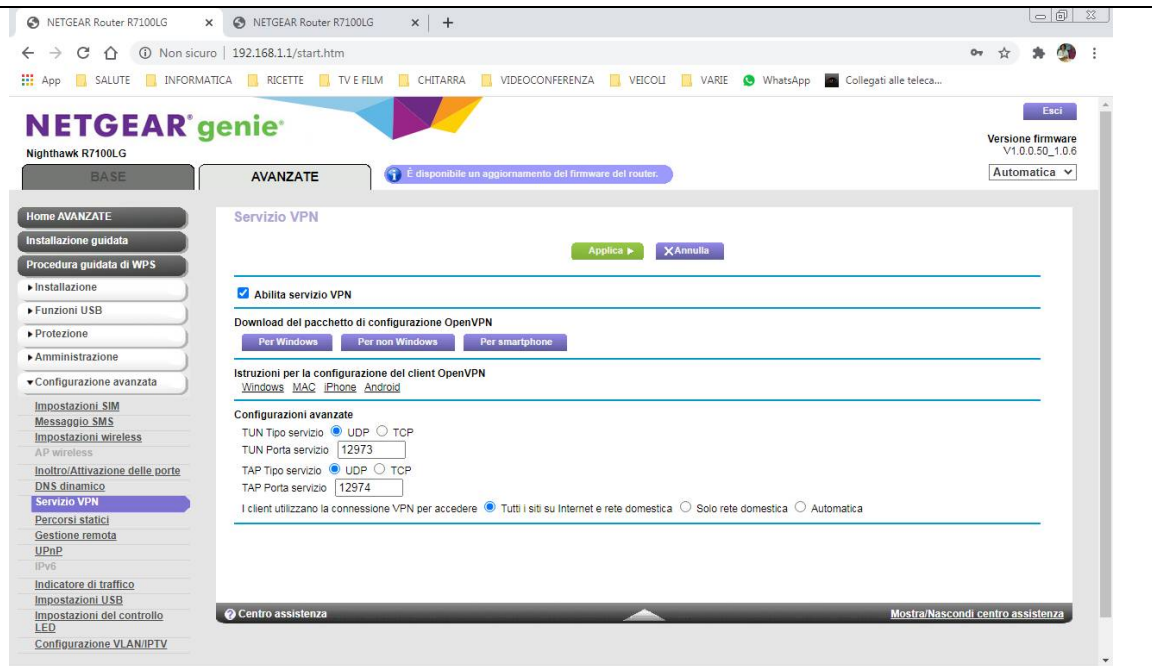 NETGEAR Router R7100LG
NETGEAR Router R7100LG
Non sicuro | 192.168.1.1/start.htm
App SALUTE INFORMATICA RICETTE TV E FILM CHITARRA VIDEOCONFERENZA VEICOLI VARIE WhatsApp Collegati alle teleca...
NETGEAR® genie®
Nighthawk R7100LG
Esci
Versione firmware
V1.0.0.50_1.0.6
BASE
AVANZATE
É disponibile un aggiornamento del firmware del router.
Automatica
Home AVANZATE
Installazione guidata
Procedura guidata di WPS
Installazione
Funzioni USB
Protezione
Amministrazione
Configurazione avanzata
Impostazioni SIM
Messaggio SMS
Impostazioni wireless
AP wireless
Inoltro/Attivazione delle porte
DNS dinamico
Servizio VPN
Percorsi statici
Gestione remota
UPnP
IPv6
Indicatore di traffico
Impostazioni USB
Impostazioni del controllo
LED
Configurazione VLAN/IPTV
Servizio VPN
Applica
X Annulla
Abilita servizio VPN
Download del pacchetto di configurazione OpenVPN
Per Windows Per non Windows Per smartphone
Istruzioni per la configurazione del client OpenVPN
Windows MAC iPhone Android
Configurazioni avanzate
TUN Tipo servizio UDP TCP
TUN Porta servizio 12973
TAP Tipo servizio UDP TCP
TAP Porta servizio 12974
I client utilizzano la connessione VPN per accedere Tutti i siti su Internet e rete domestica Solo rete domestica Automatica
Centro assistenza
Mostra/Nascondi centro assistenza